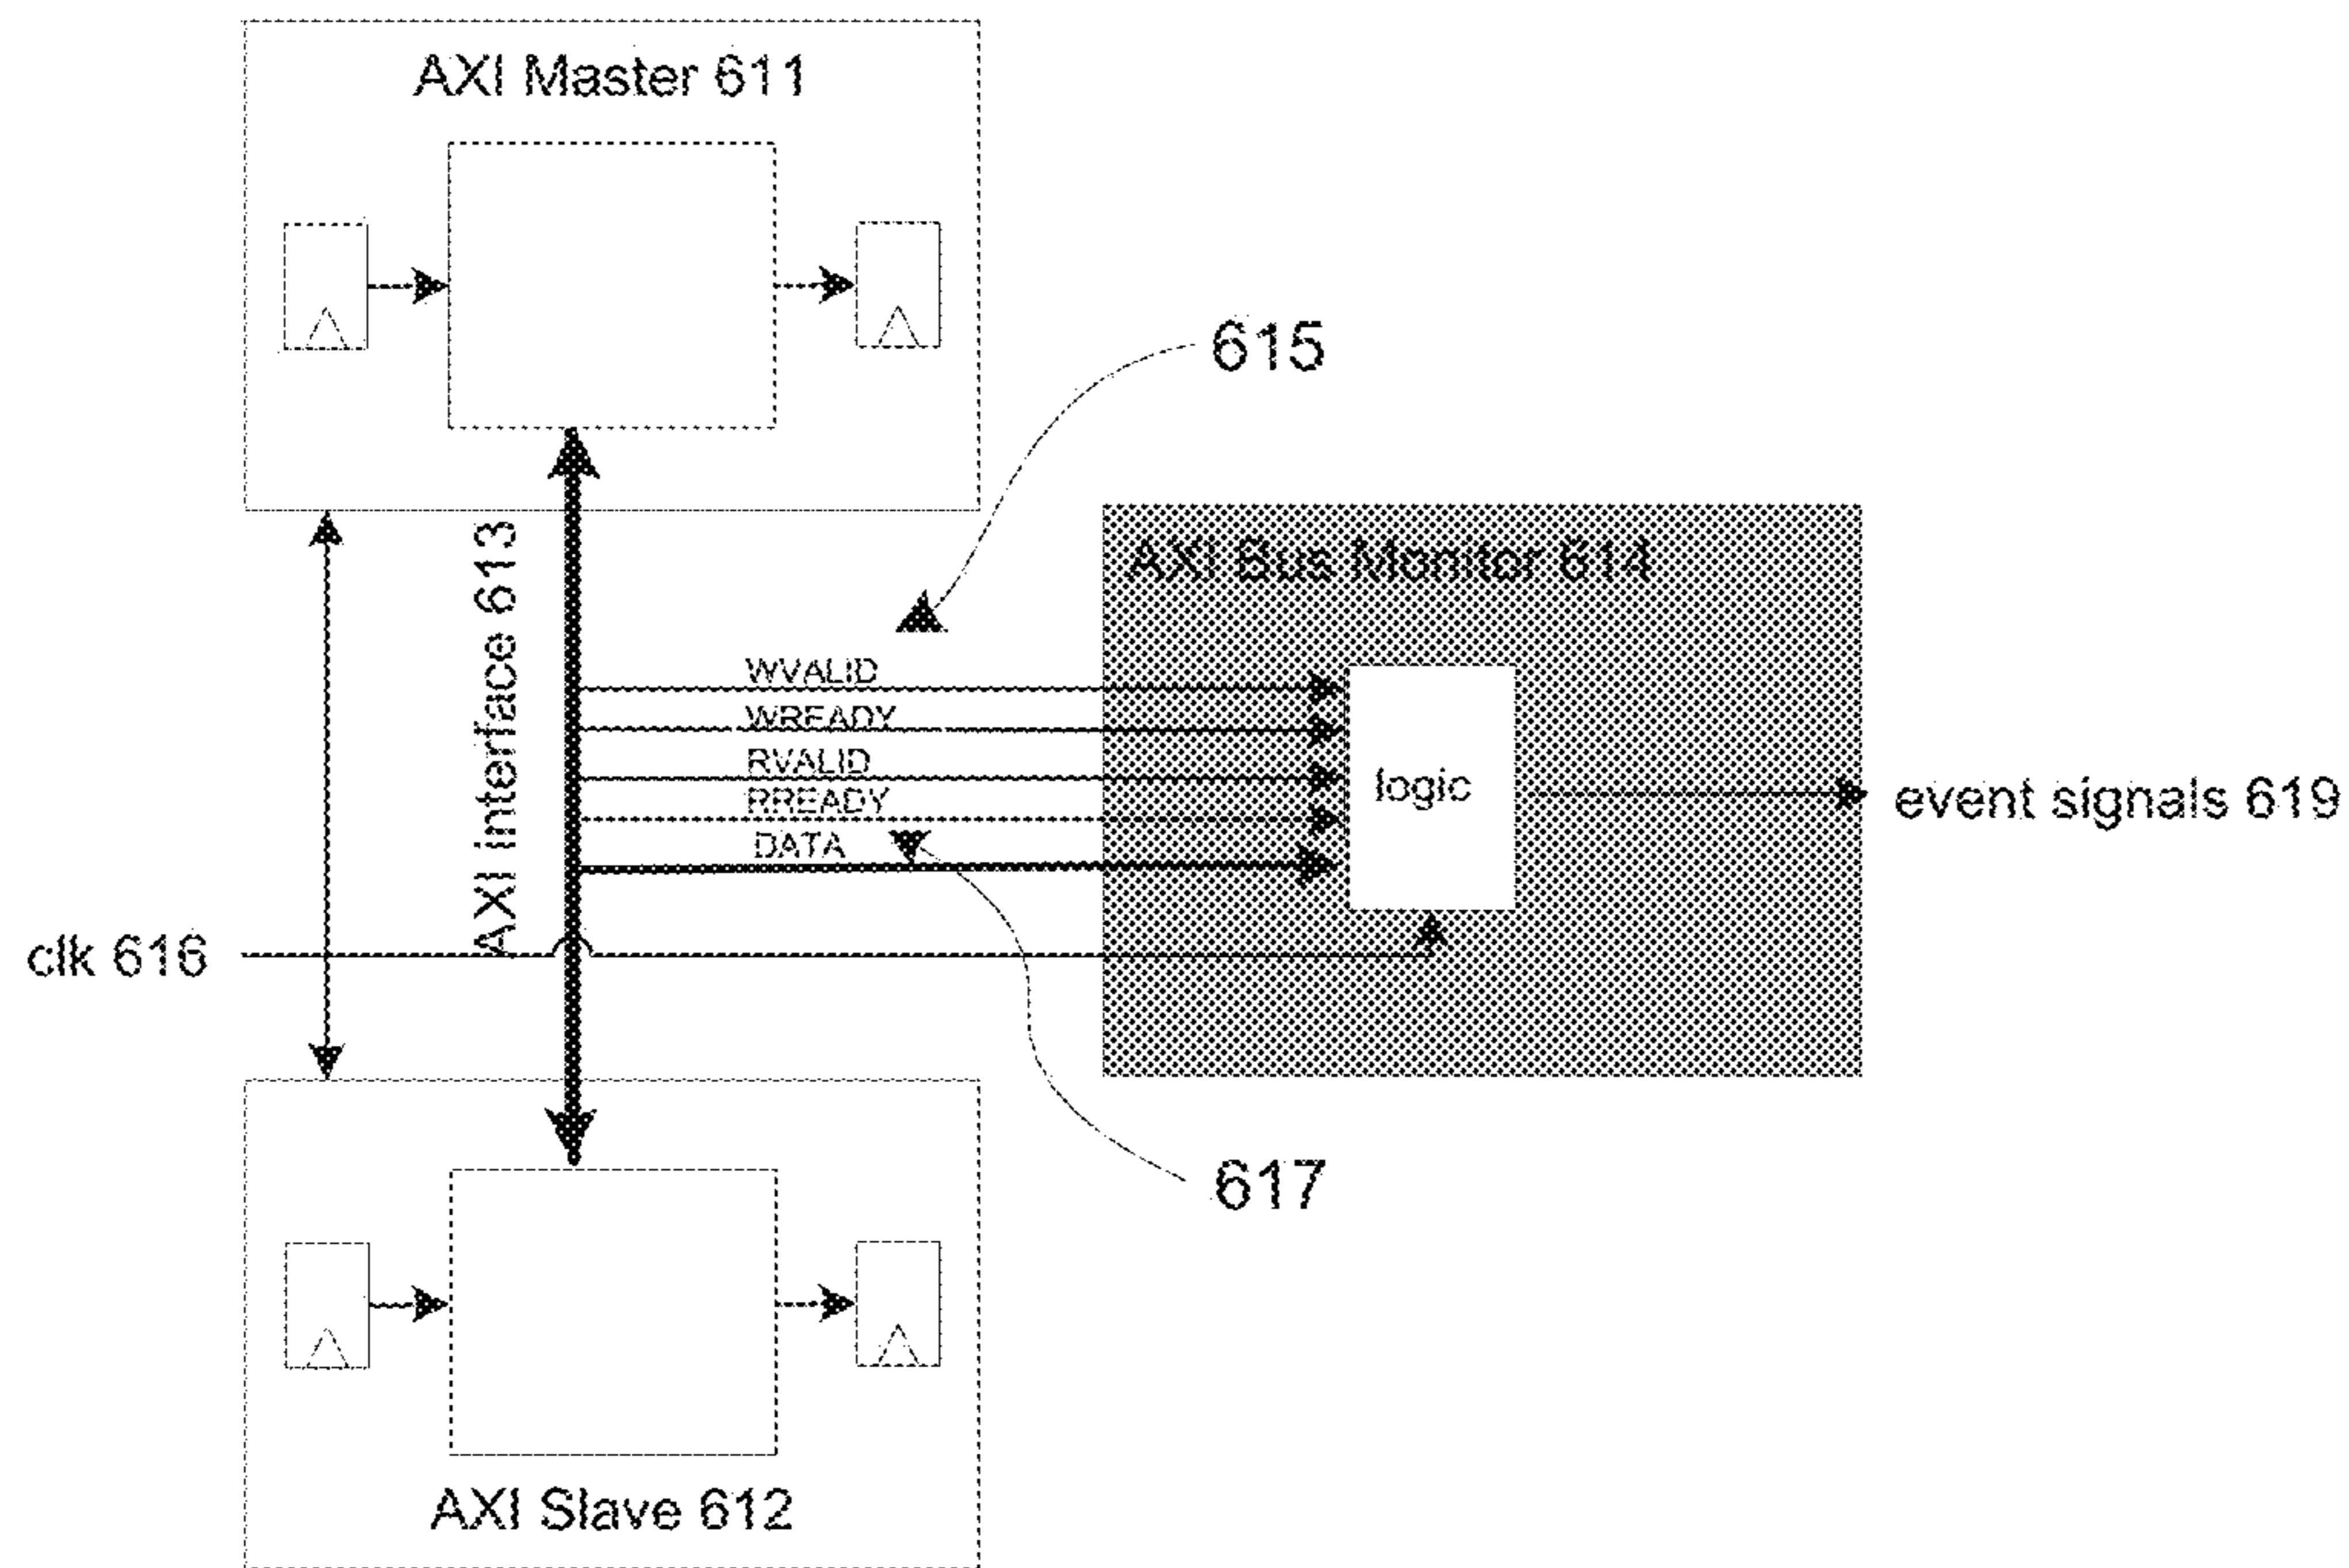 AXI Master 611
615
AXI interface 613
AXI Bus Monitor 614
WVALID
WREADY
RVALID
RREADY
DATA
logic
event signals 619
clk 616
617
AXI Slave 612